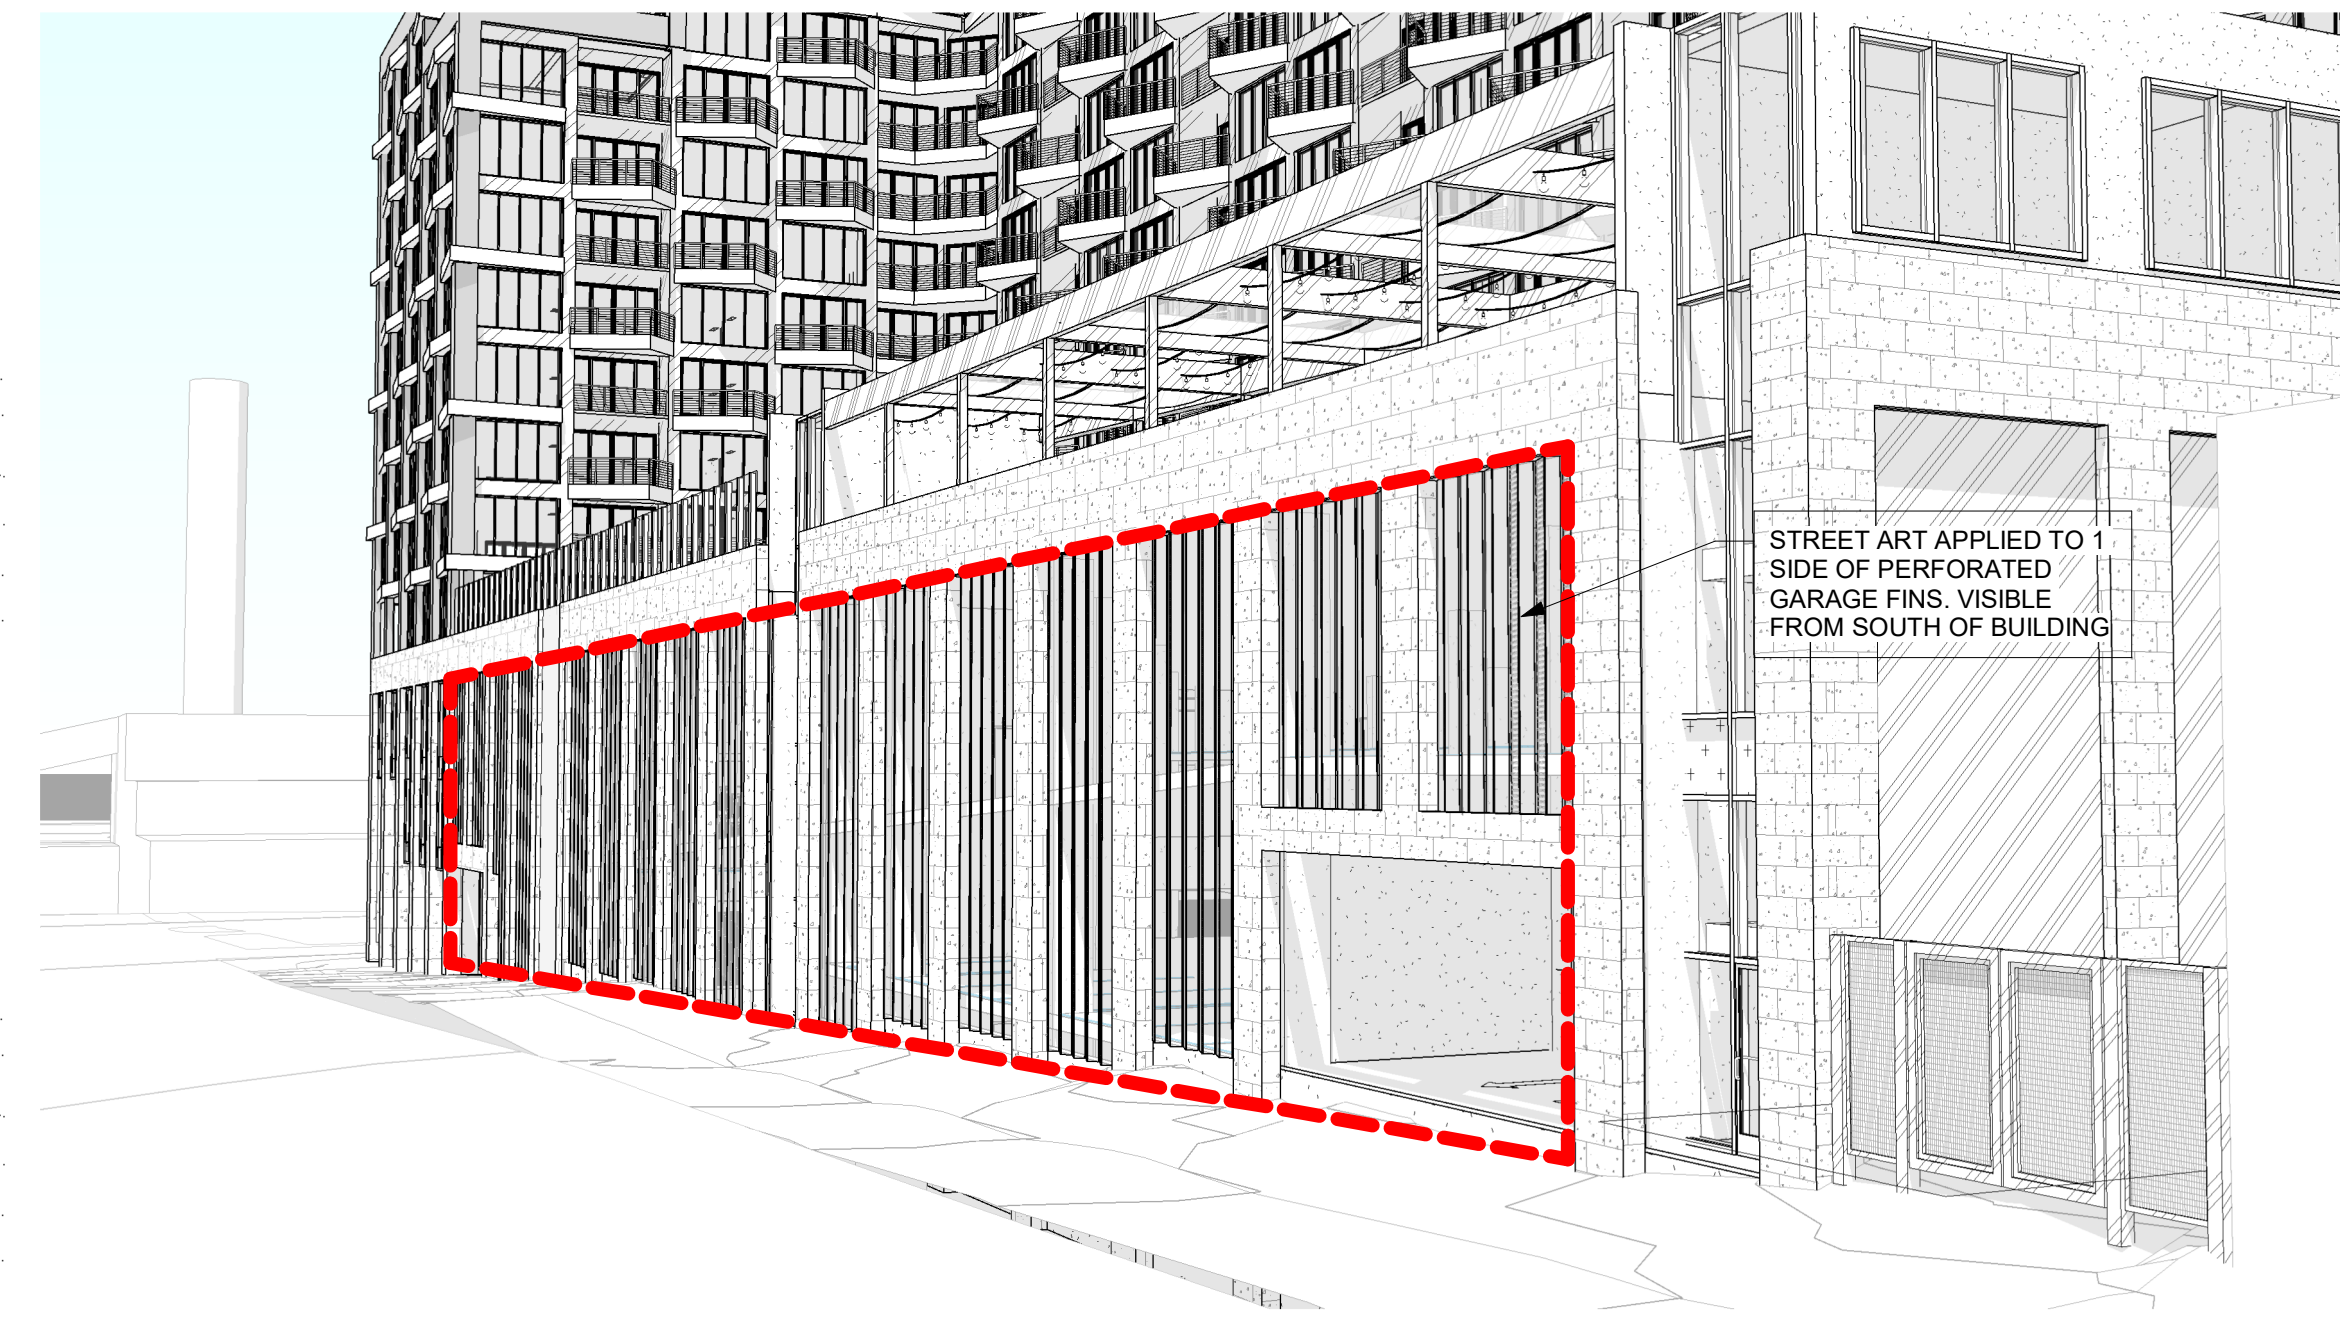 STREET ART APPLIED TO 1
SIDE OF PERFORATED
GARAGE FINS. VISIBLE
FROM SOUTH OF BUILDING